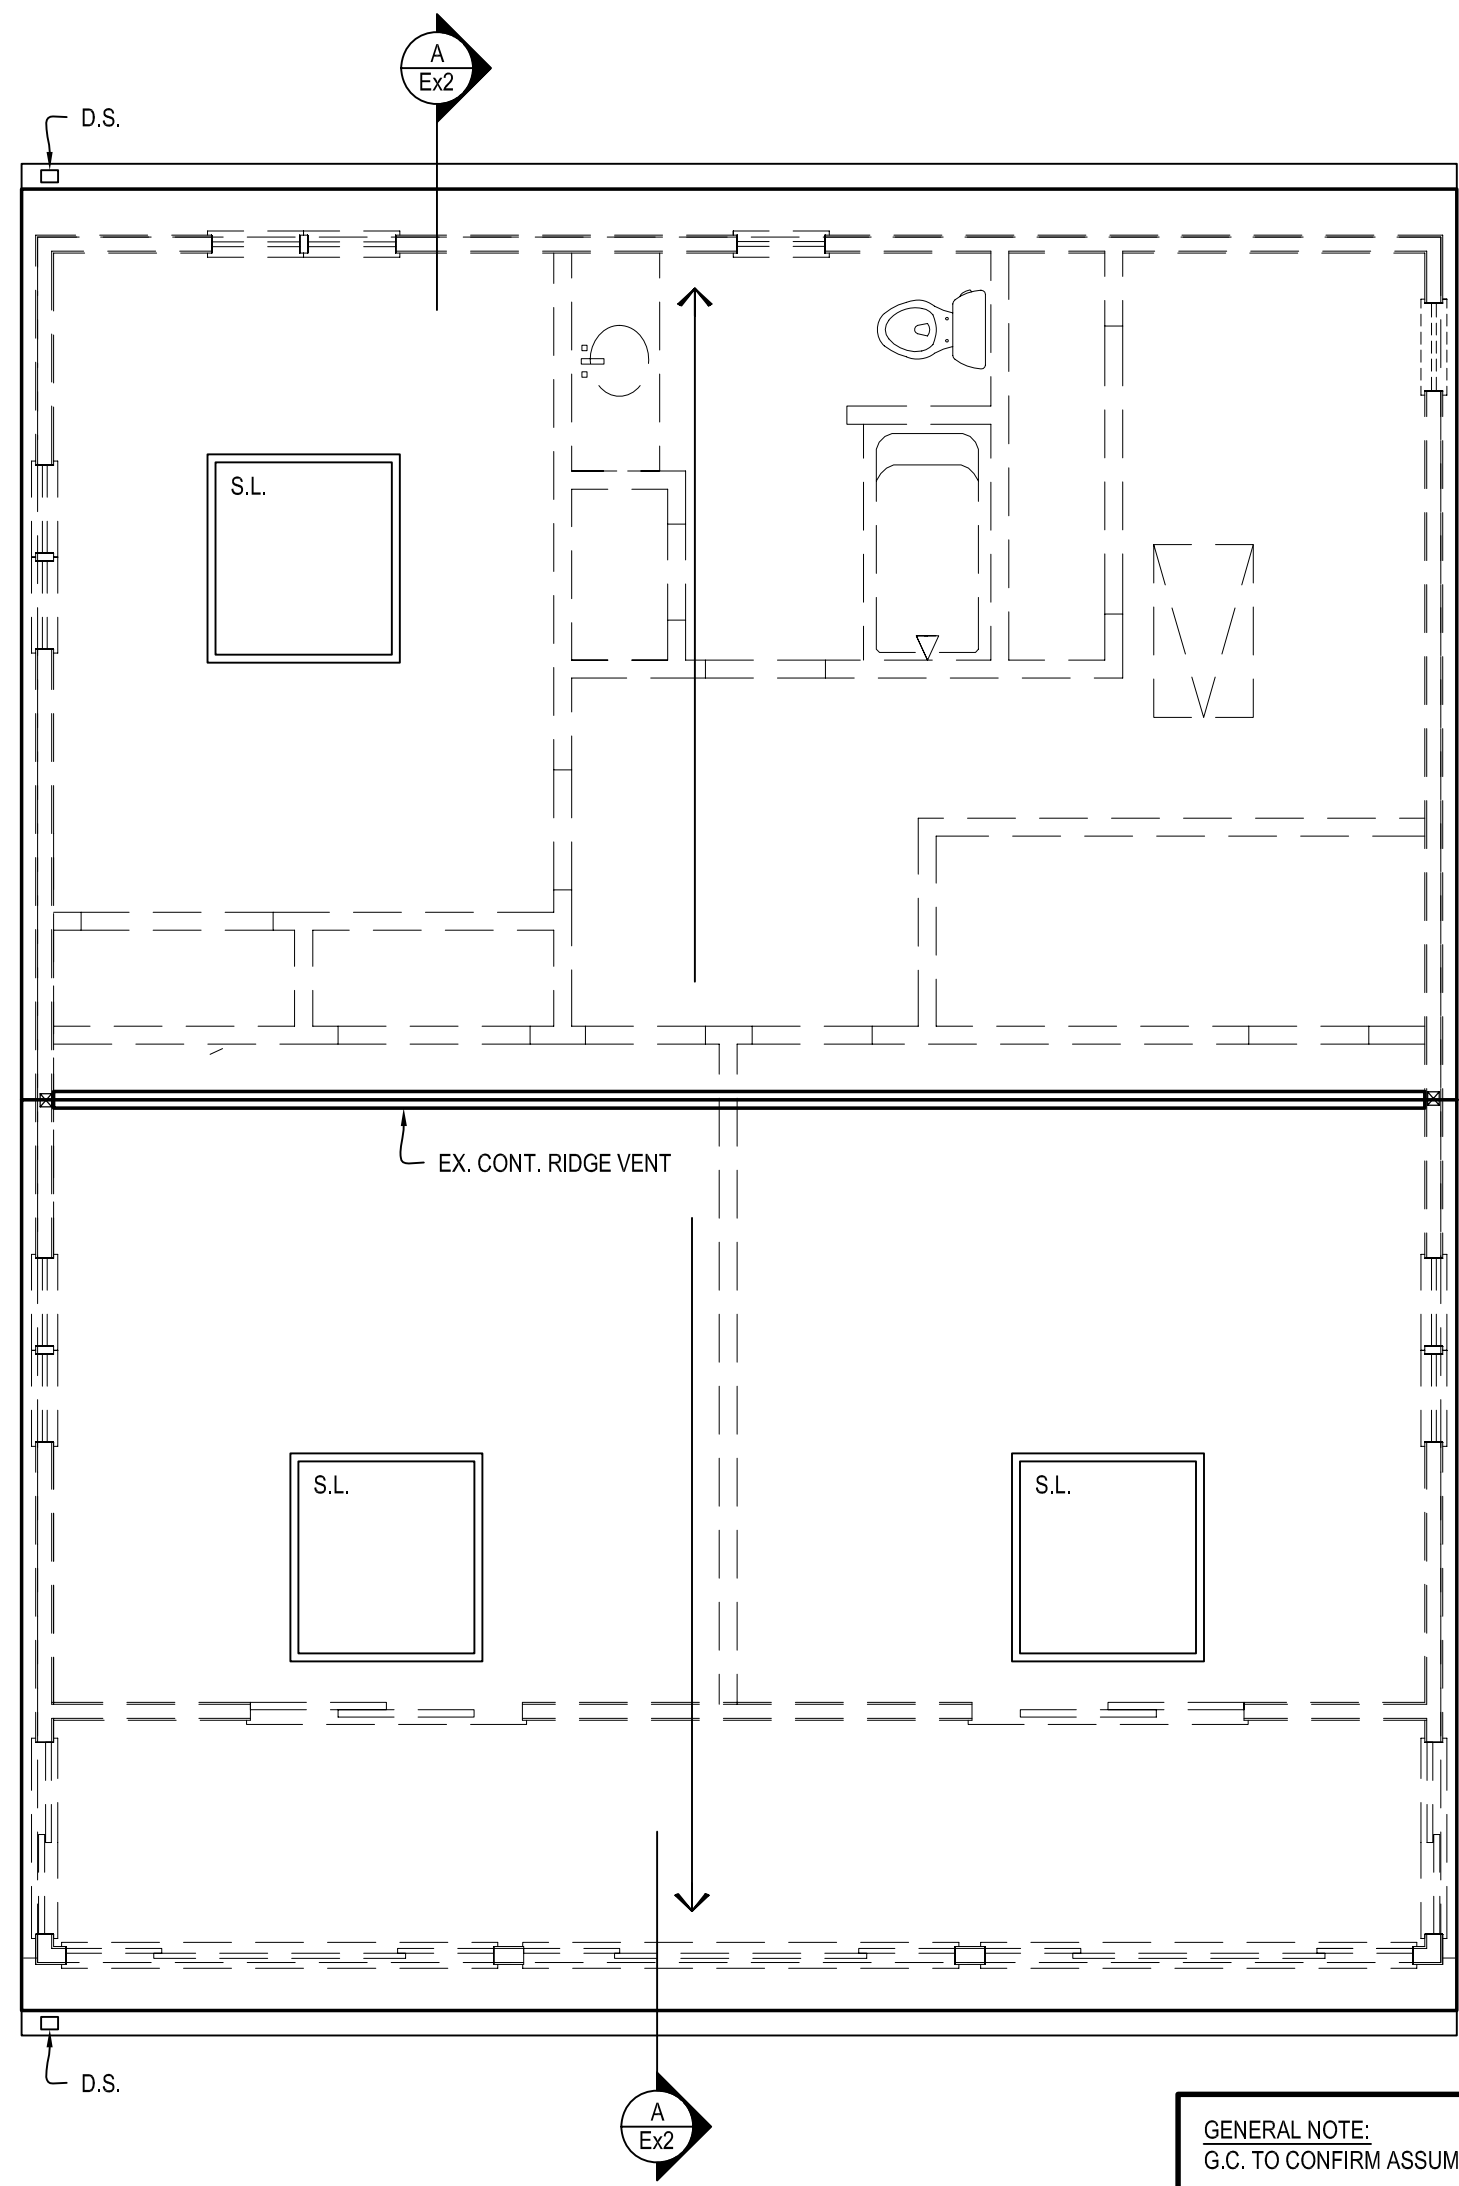 A
Ex2
D.S.
S.L.
EX. CONT. RIDGE VENT
S.L.
S.L.
D.S.
A
Ex2
GENERAL NOTE:
G.C. TO CONFIRM ASSUM